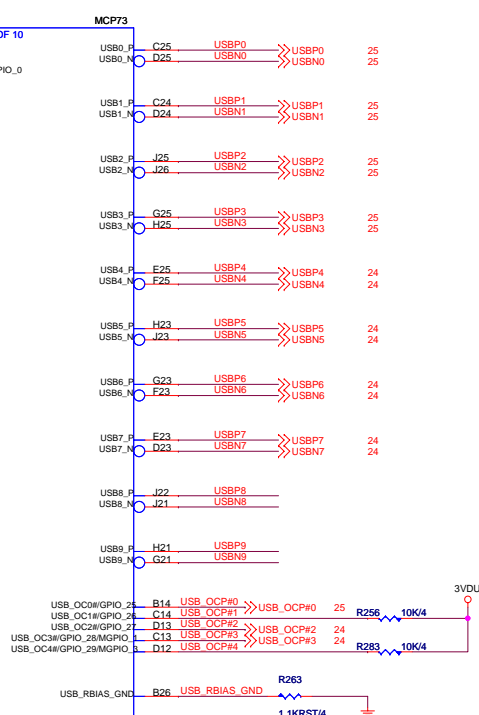 MCP73
OF 10
USB0_P C25 USBP0 USBP0 25
USB0_N D25 USBN0 USBN0 25
PIO_0
USB1_P C24 USBP1 USBP1 25
USB1_N D24 USBN1 USBN1 25
USB2_P J25 USBP2 USBP2 25
USB2_N J26 USBN2 USBN2 25
USB3_P G25 USBP3 USBP3 25
USB3_N H25 USBN3 USBN3 25
USB4_P E25 USBP4 USBP4 24
USB4_N F25 USBN4 USBN4 24
USB5_P H23 USBP5 USBP5 24
USB5_N J23 USBN5 USBN5 24
USB6_P G23 USBP6 USBP6 24
USB6_N F23 USBN6 USBN6 24
USB7_P E23 USBP7 USBP7 24
USB7_N D23 USBN7 USBN7 24
USB8_P J22 USBP8
USB8_N J21 USBN8
USB9_P H21 USBP9
USB9_N G21 USBN9
3VDU
USB_OC0#/GPIO_25 B14 USB_OCP#0 USB_OCP#0 25
USB_OC1#/GPIO_26 C14 USB_OCP#1 R256 10K/4
USB_OC2#/GPIO_27 D13 USB_OCP#2 USB_OCP#2 24
USB_OC3#/GPIO_28/MGPIO_1 C13 USB_OCP#3 USB_OCP#3 24
USB_OC4#/GPIO_29/MGPIO_3 D12 USB_OCP#4 R283 10K/4
R263
USB_RBIAS_GND B26 USB_RBIAS_GND
1.1KRST/4